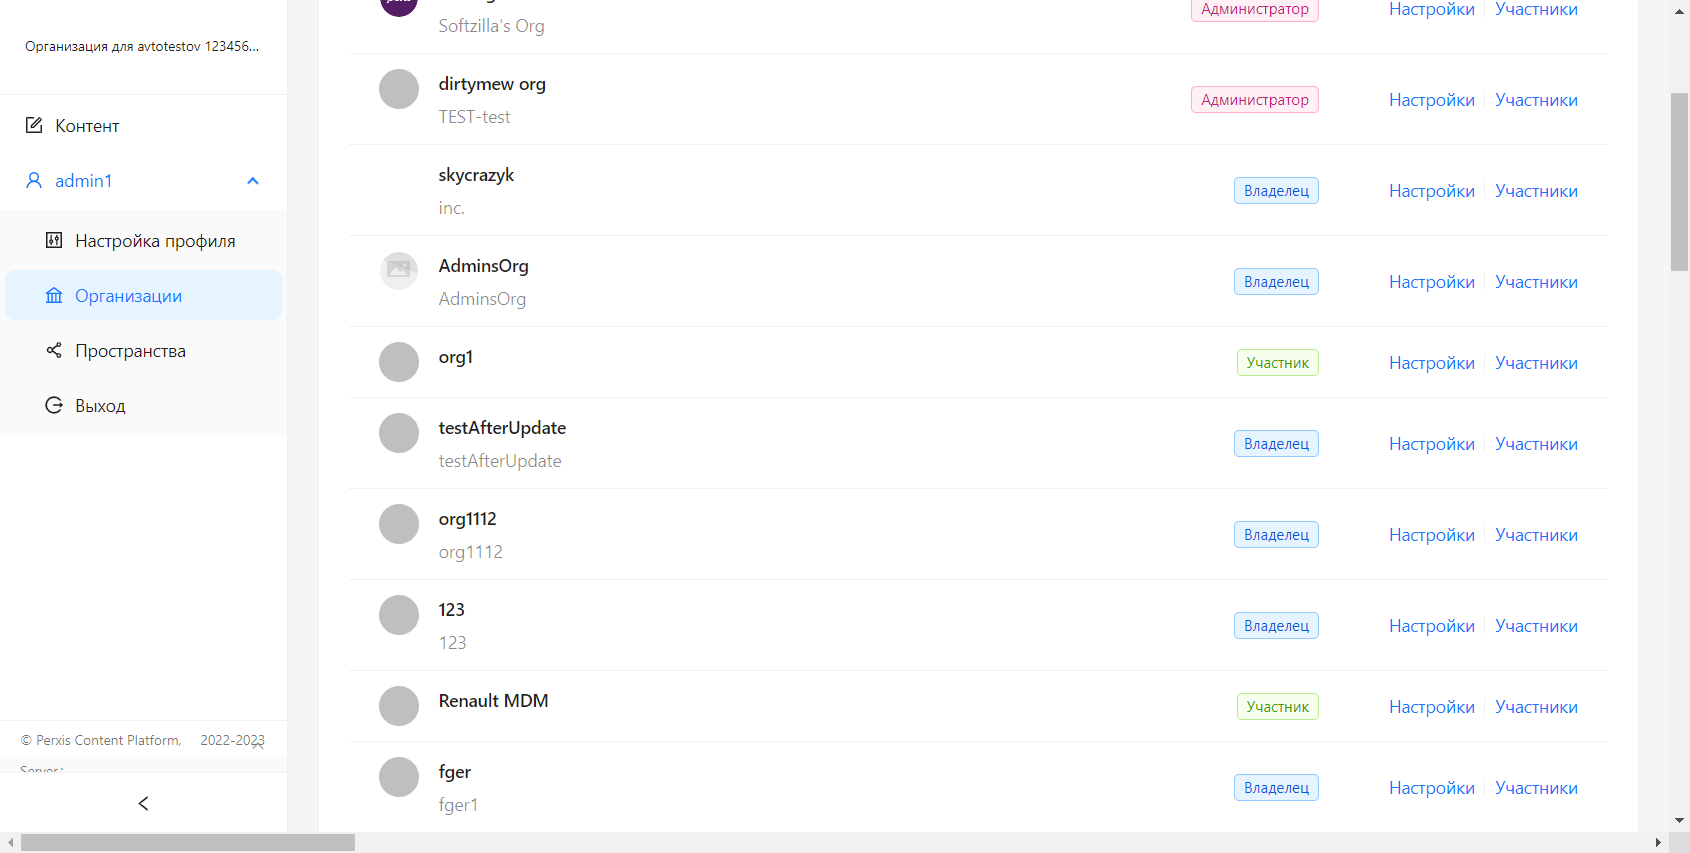 Организация для avtotestov 123456...
Контент
admin1
Настройка профиля
Организации
Пространства
Выход
© Perxis Content Platform, 2022-2023
Server:
Softzilla's Org
Администратор
Настройки
Участники
dirtymew org
TEST-test
Администратор
Настройки
Участники
skycrazyk
inc.
Владелец
Настройки
Участники
AdminsOrg
AdminsOrg
Владелец
Настройки
Участники
org1
Участник
Настройки
Участники
testAfterUpdate
testAfterUpdate
Владелец
Настройки
Участники
org1112
org1112
Владелец
Настройки
Участники
123
123
Владелец
Настройки
Участники
Renault MDM
Участник
Настройки
Участники
fger
fger1
Владелец
Настройки
Участники